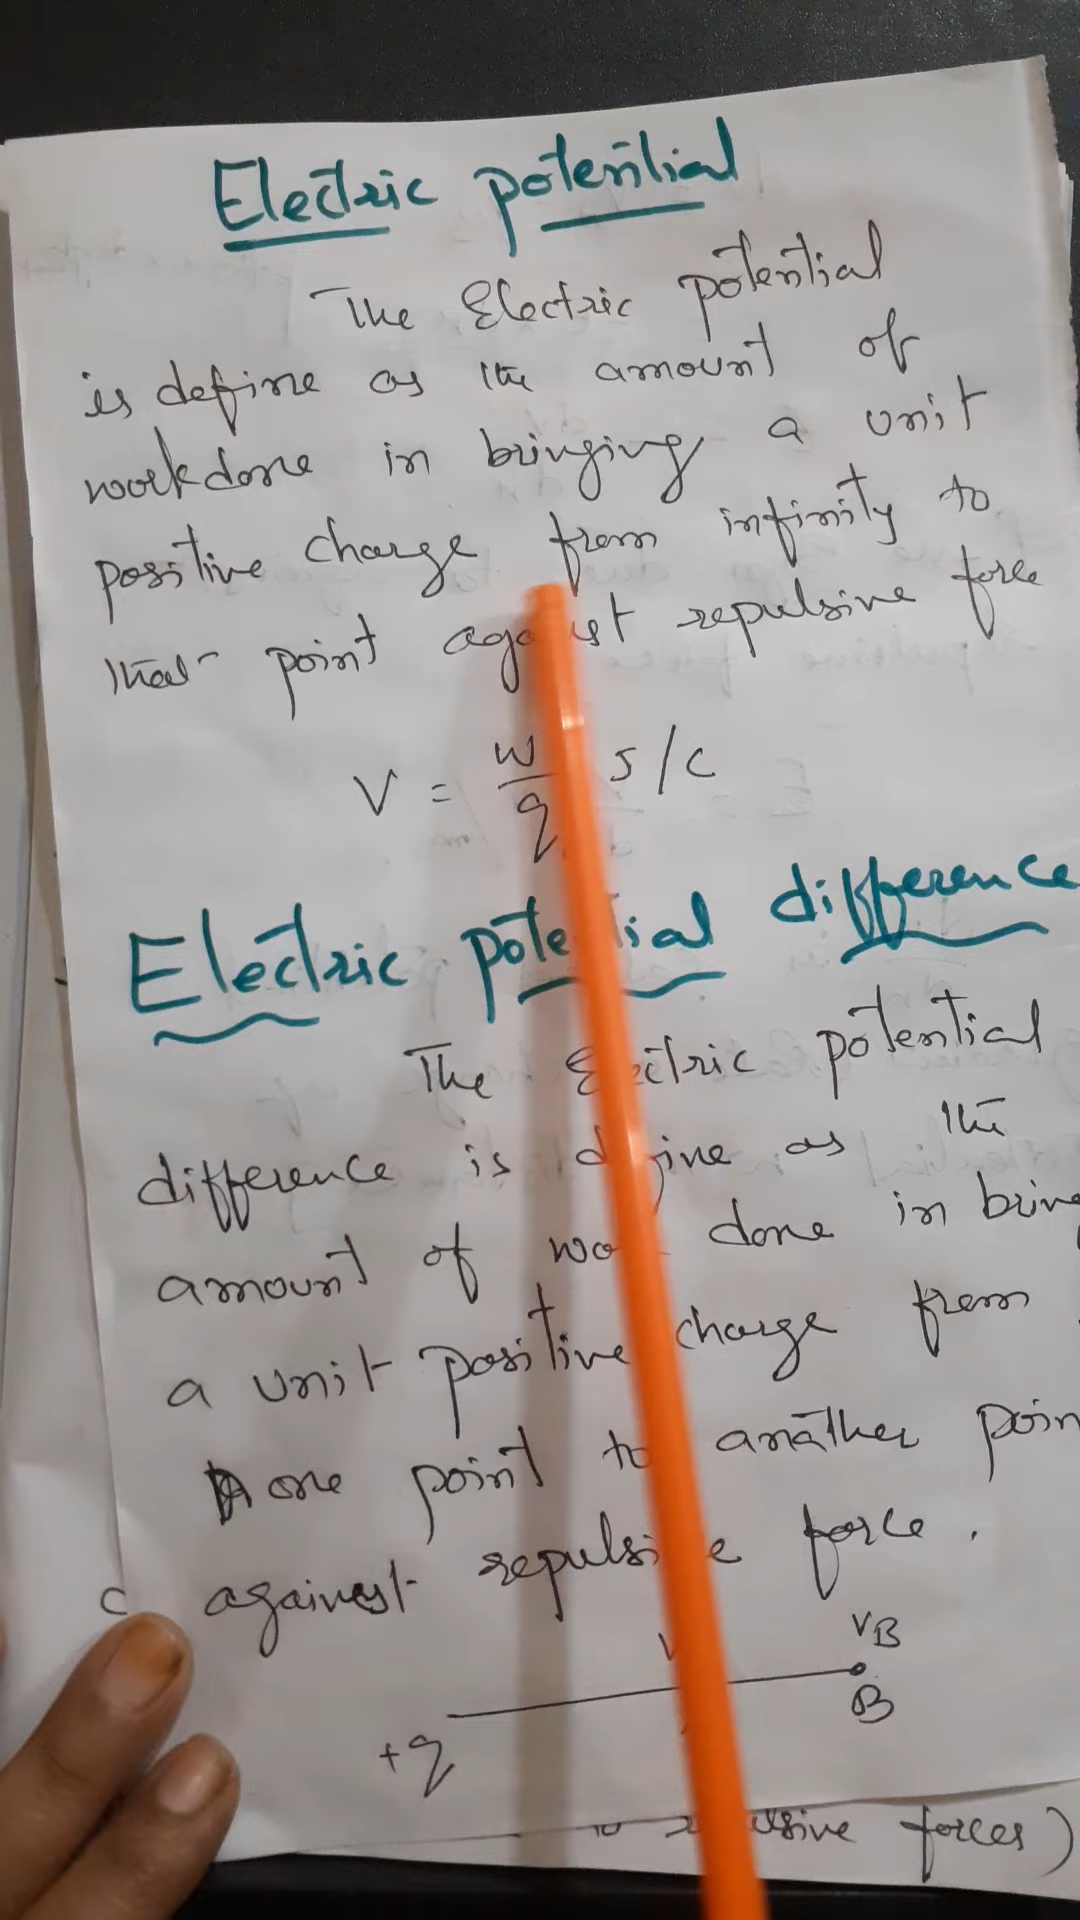 Electric potential
The Electric potential
is define as the amount of
workdone in bringing a unit
positive charge from infinity to
that point against repulsive force
V = W/q J/C
Electric potential difference
The Electric potential
difference is define as the
amount of work done in
a unit positive charge from
one point to another
against repulsive force.
VB
B
+q
forces)